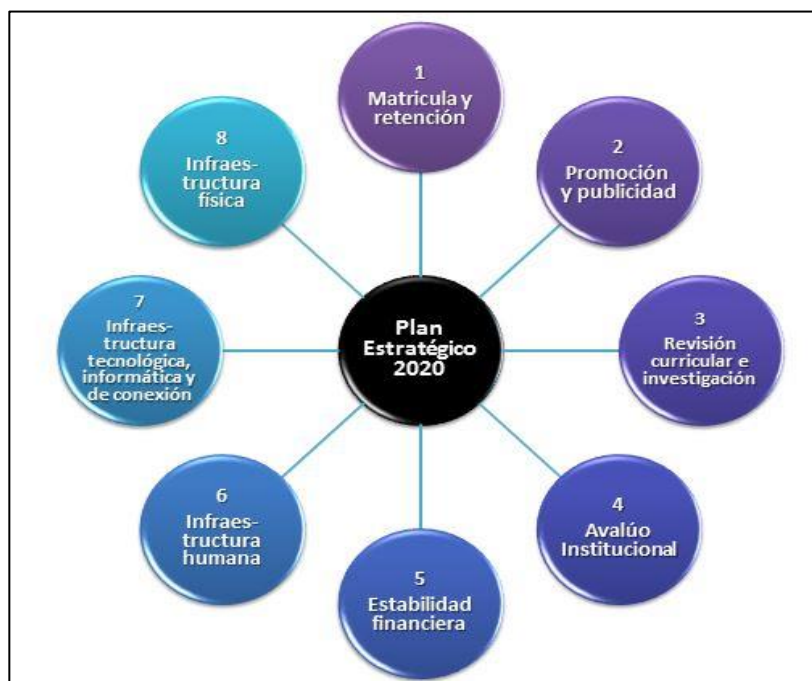 1
Matricula y
retención
2
Promoción
y publicidad
3
Revisión
curricular e
investigación
4
Avalúo
Institucional
5
Estabilidad
financiera
6
Infraes-
tructura
humana
7
Infraes-
tructura
tecnológica,
informática y
de conexión
8
Infraes-
tructura
física
Plan
Estratégico
2020